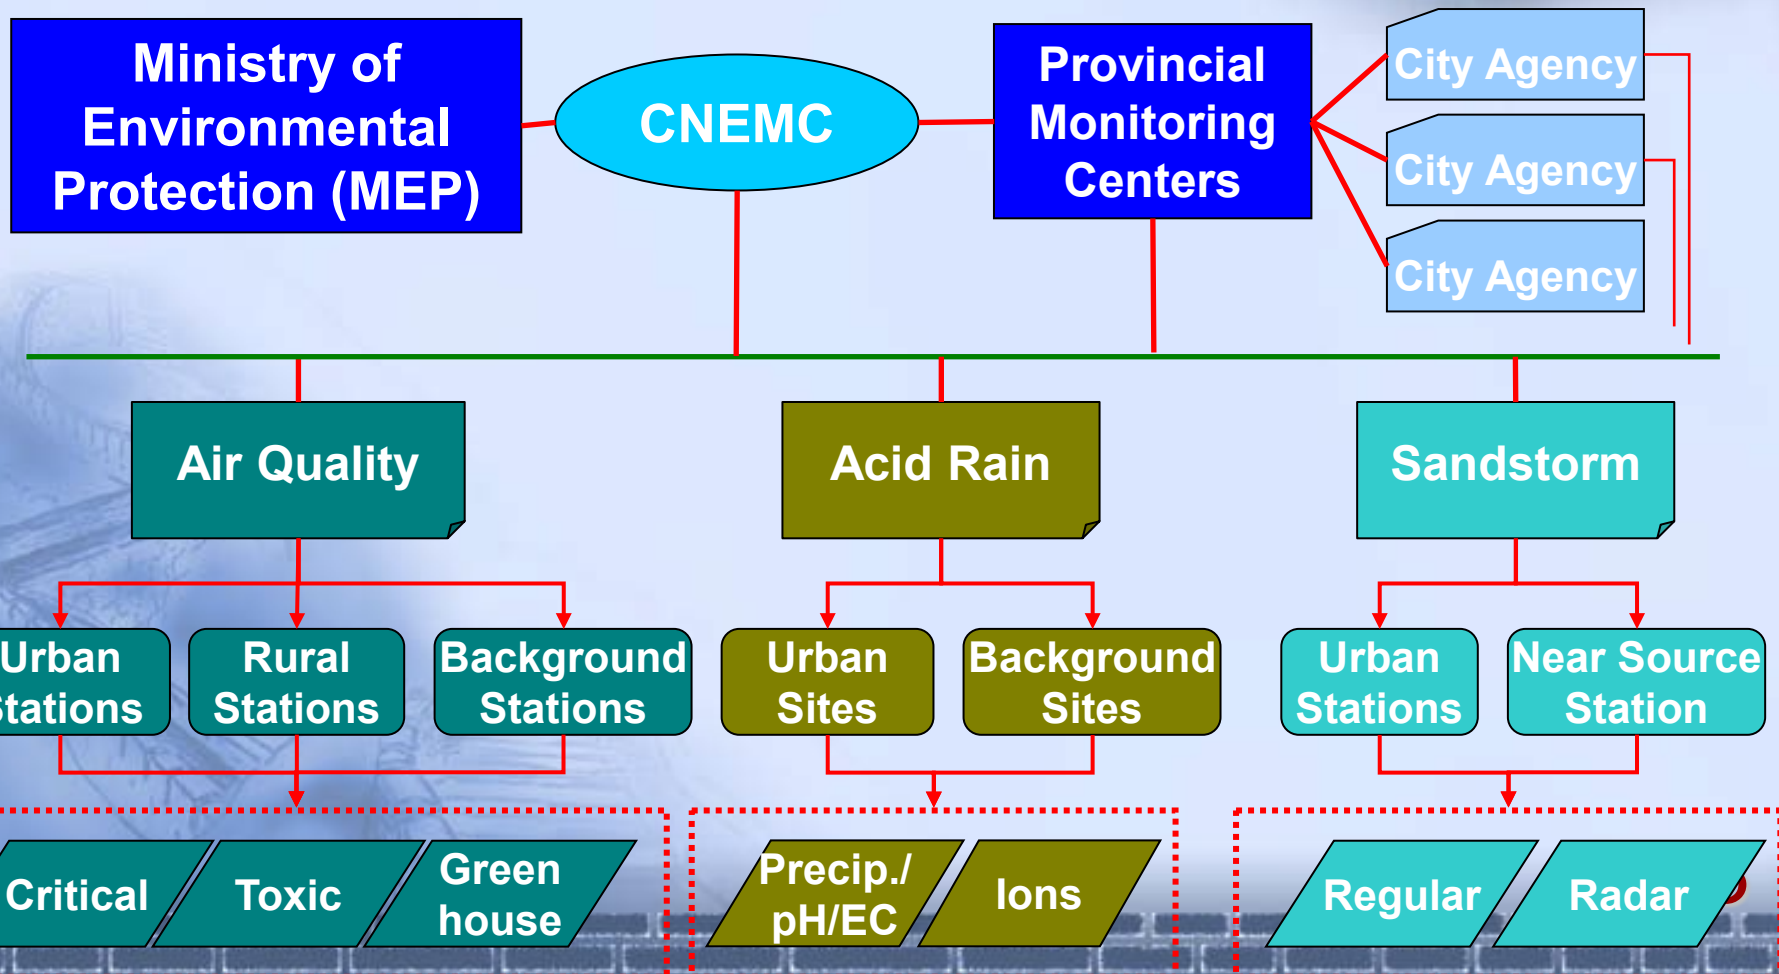 Ministry of
Environmental
Protection (MEP)
CNEMC
Provincial
Monitoring
Centers
City Agency
City Agency
City Agency
Air Quality
Acid Rain
Sandstorm
Urban
Stations
Rural
Stations
Background
Stations
Urban
Sites
Background
Sites
Urban
Stations
Near Source
Station
Critical
Toxic
Green
house
Precip./
pH/EC
Ions
Regular
Radar